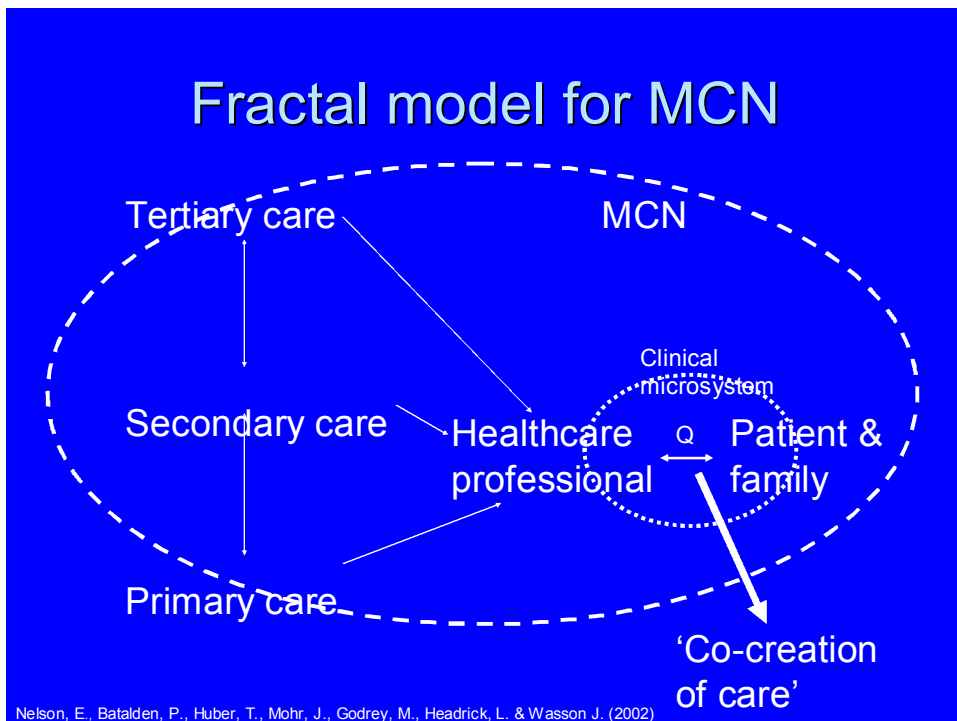 Fractal model for MCN
Tertiary care
MCN
Clinical
microsystem
Secondary care
Healthcare
professional
Q
Patient &
family
Primary care
‘Co-creation
of care’
Nelson, E., Batalden, P., Huber, T., Mohr, J., Godrey, M., Headrick, L. & Wasson J. (2002)